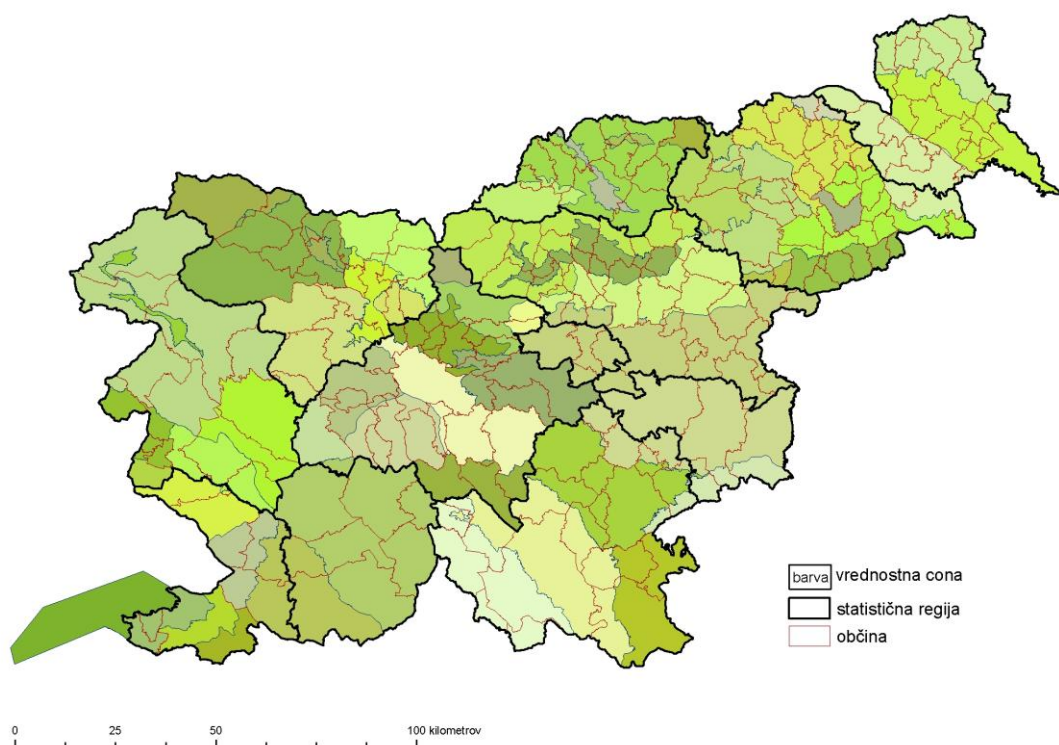 barva vrednostna cona
statistična regija
občina
0 25 50 100 kilometrov